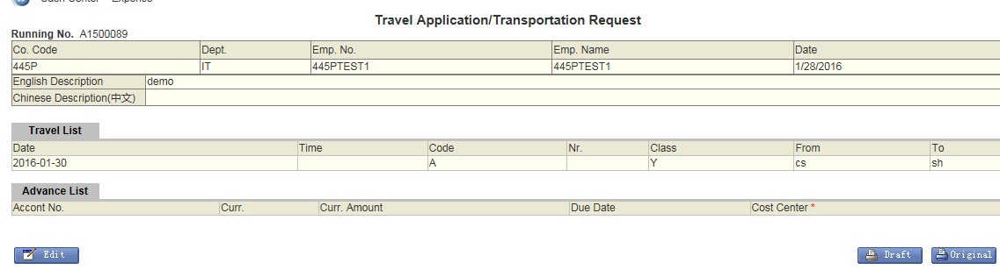 Cash Center Expense
Travel Application/Transportation Request
Running No. A1500089
Co. Code Dept. Emp. No. Emp. Name Date
445P IT 445PTEST1 445PTEST1 1/28/2016
English Description demo
Chinese Description(中文)
Travel List
Date Time Code Nr. Class From To
2016-01-30 A Y cs sh
Advance List
Accont No. Curr. Curr. Amount Due Date Cost Center *
Edit Draft Original